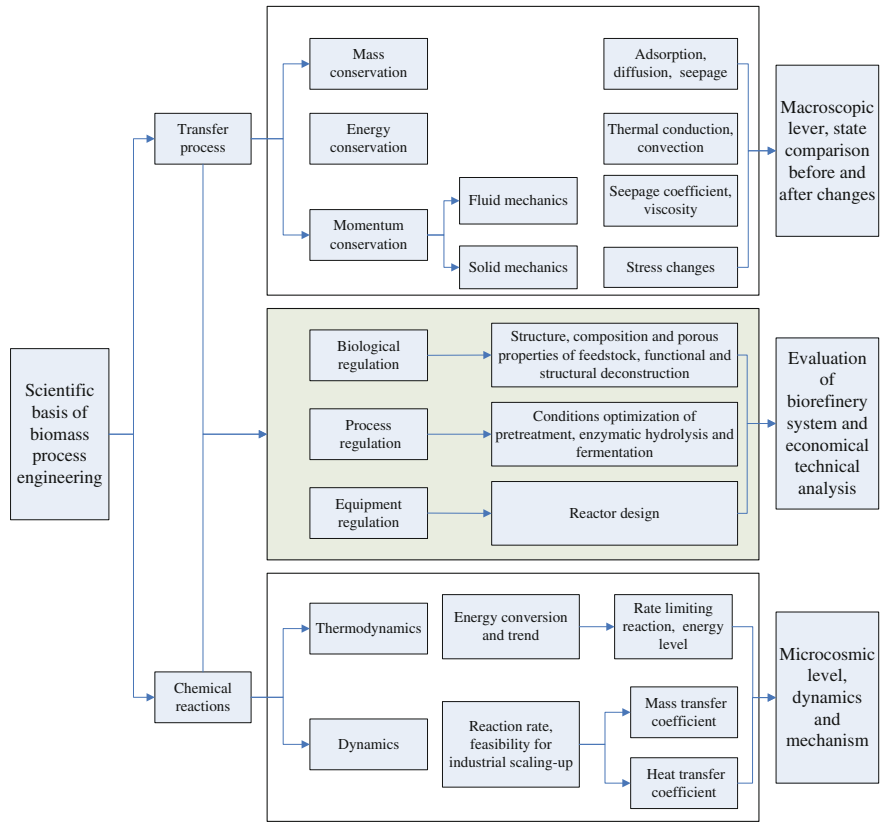 Scientific
basis of
biomass
process
engineering
Transfer
process
Chemical
reactions
Mass
conservation
Energy
conservation
Momentum
conservation
Fluid mechanics
Solid mechanics
Adsorption,
diffusion, seepage
Thermal conduction,
convection
Seepage coefficient,
viscosity
Stress changes
Macroscopic
lever, state
comparison
before and
after changes
Biological
regulation
Structure, composition and porous
properties of feedstock, functional and
structural deconstruction
Process
regulation
Conditions optimization of
pretreatment, enzymatic hydrolysis and
fermentation
Equipment
regulation
Reactor design
Evaluation
of
biorefinery
system and
economical
technical
analysis
Thermodynamics
Energy conversion
and trend
Rate limiting
reaction, energy
level
Dynamics
Reaction rate,
feasibility for
industrial scaling-up
Mass transfer
coefficient
Heat transfer
coefficient
Microcosmic
level,
dynamics
and
mechanism